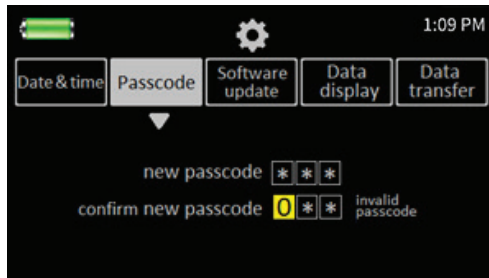 1:09 PM
Date & time Passcode Software update Data display Data transfer
new passcode * * *
confirm new passcode 0 * * invalid passcode